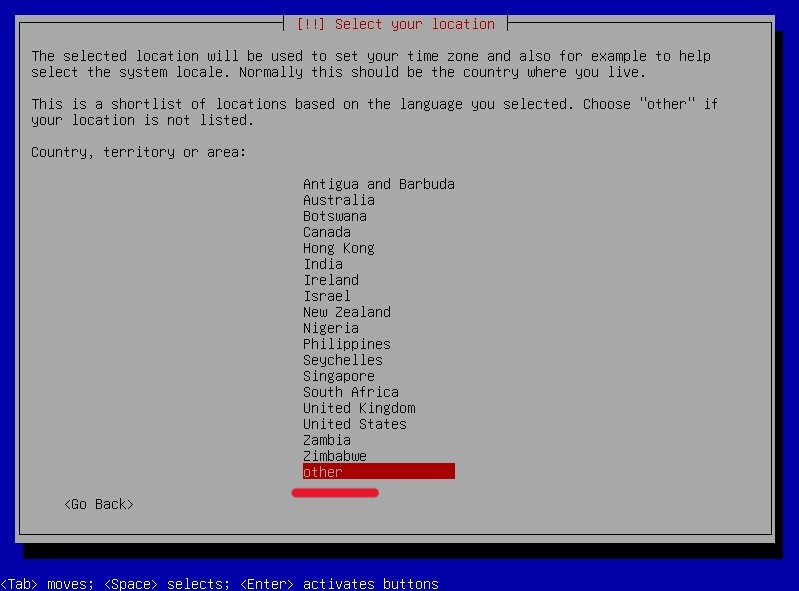 [!!] Select your location
The selected location will be used to set your time zone and also for example to help
select the system locale. Normally this should be the country where you live.
This is a shortlist of locations based on the language you selected. Choose "other" if
your location is not listed.
Country, territory or area:
Antigua and Barbuda
Australia
Botswana
Canada
Hong Kong
India
Ireland
Israel
New Zealand
Nigeria
Philippines
Seychelles
Singapore
South Africa
United Kingdom
United States
Zambia
Zimbabwe
other
<Go Back>
<Tab> moves; <Space> selects; <Enter> activates buttons